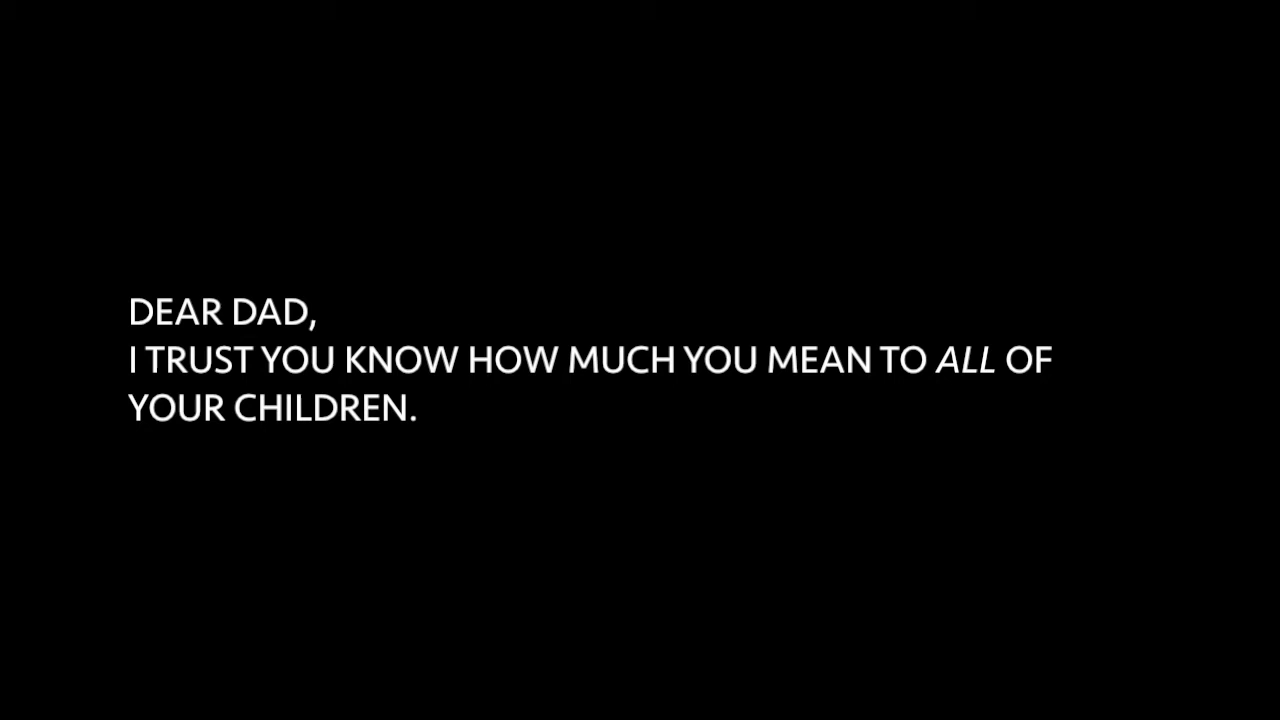 DEAR DAD,
I TRUST YOU KNOW HOW MUCH YOU MEAN TO ALL OF
YOUR CHILDREN.